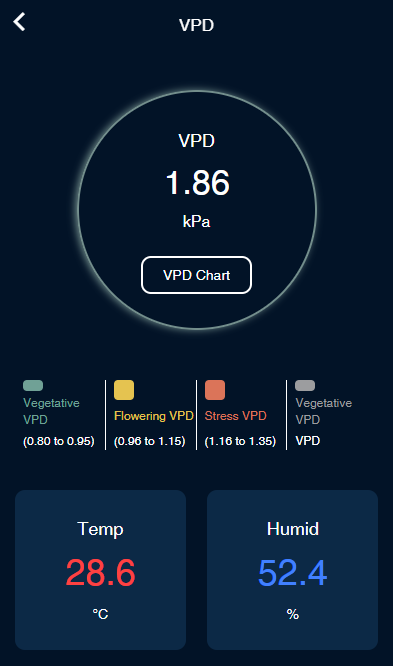 VPD
VPD
1.86
kPa
VPD Chart
Vegetative
VPD
(0.80 to 0.95)
Flowering VPD
(0.96 to 1.15)
Stress VPD
(1.16 to 1.35)
Vegetative
VPD
VPD
Temp
28.6
°C
Humid
52.4
%